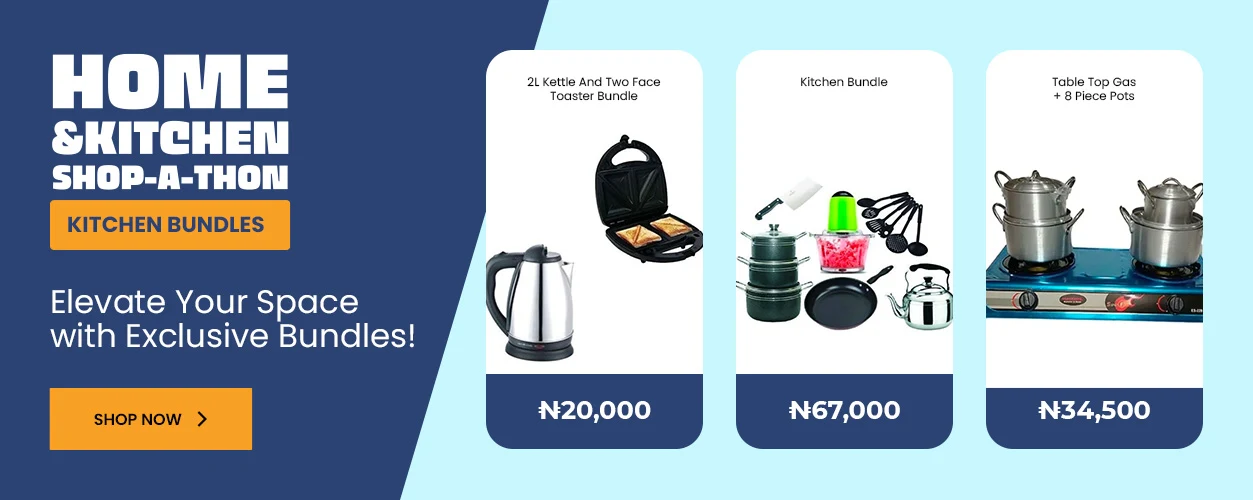 HOME
&KITCHEN
SHOP-A-THON
KITCHEN BUNDLES
Elevate Your Space
with Exclusive Bundles!
SHOP NOW
2L Kettle And Two Face
Toaster Bundle
₦20,000
Kitchen Bundle
₦67,000
Table Top Gas
+ 8 Piece Pots
₦34,500